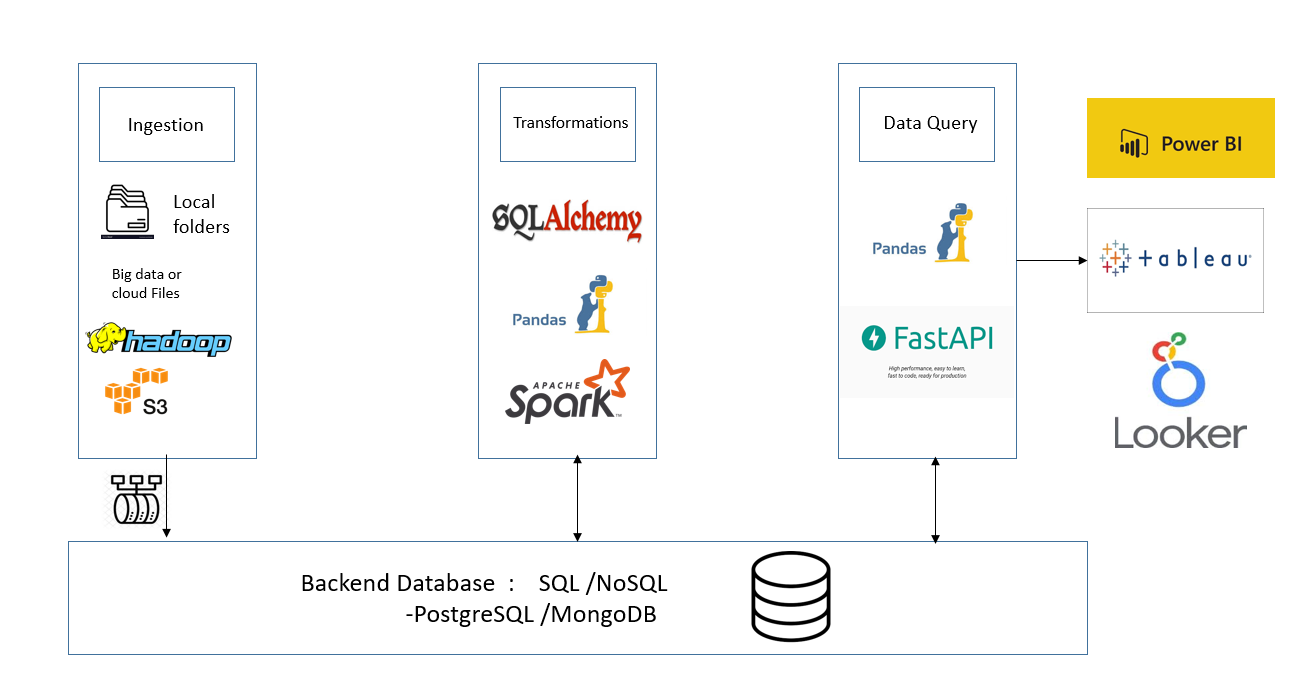 Ingestion
Local
folders
Big data or
cloud Files
hadoop
S3
Transformations
SQLAlchemy
Pandas
APACHE
Spark™
Data Query
Pandas
FastAPI
High performance, easy to learn,
fast to code, ready for production
Power BI
+ableau®
Looker
Backend Database : SQL /NoSQL
-PostgreSQL /MongoDB